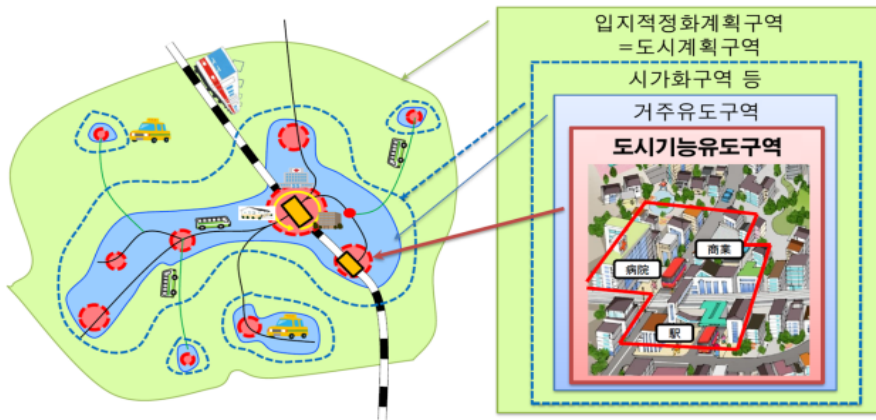 입지적정화계획구역
=도시계획구역
시가화구역 등
거주유도구역
도시기능유도구역
商業
病院
駅